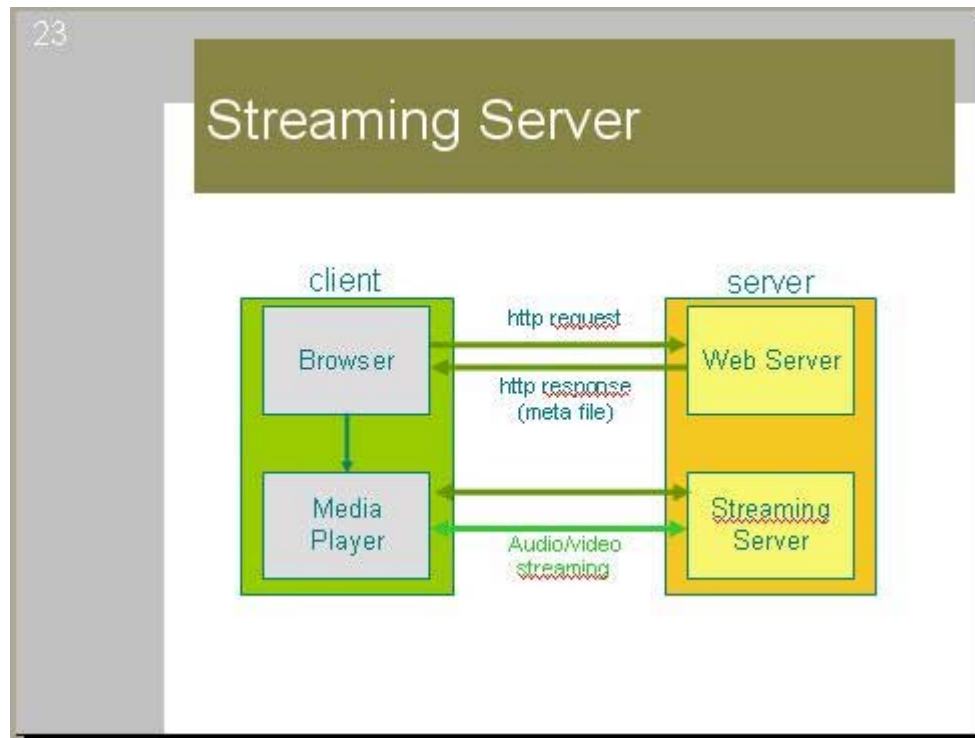 23
Streaming Server
client
server
Browser
http request
Web Server
http response
(meta file)
Media
Player
Streaming
Server
Audio/video
streaming